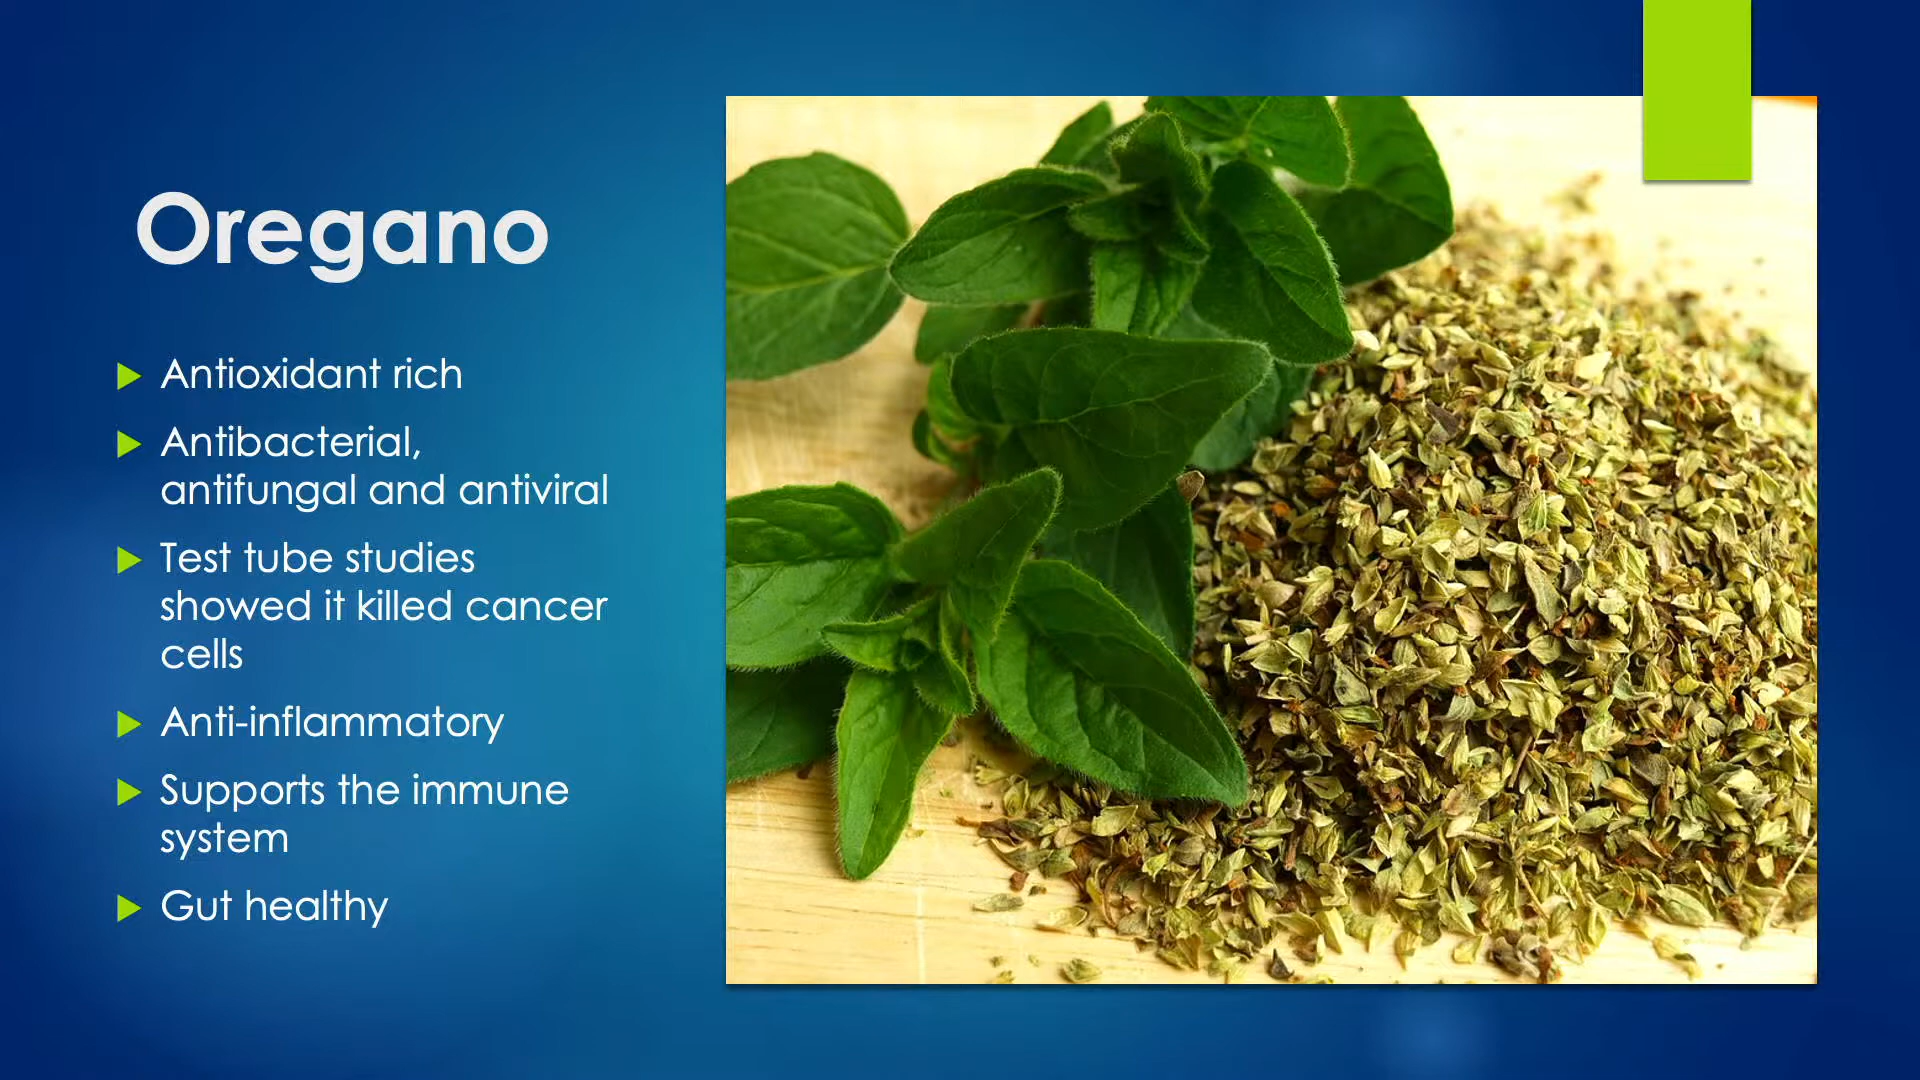 Oregano
Antioxidant rich
Antibacterial,
antifungal and antiviral
Test tube studies
showed it killed cancer
cells
Anti-inflammatory
Supports the immune
system
Gut healthy